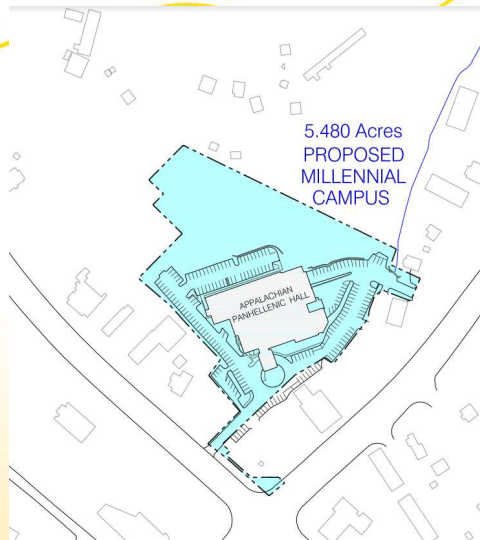 5.480 Acres
PROPOSED
MILLENNIAL
CAMPUS
APPALACHIAN
PANHELLENIC HALL